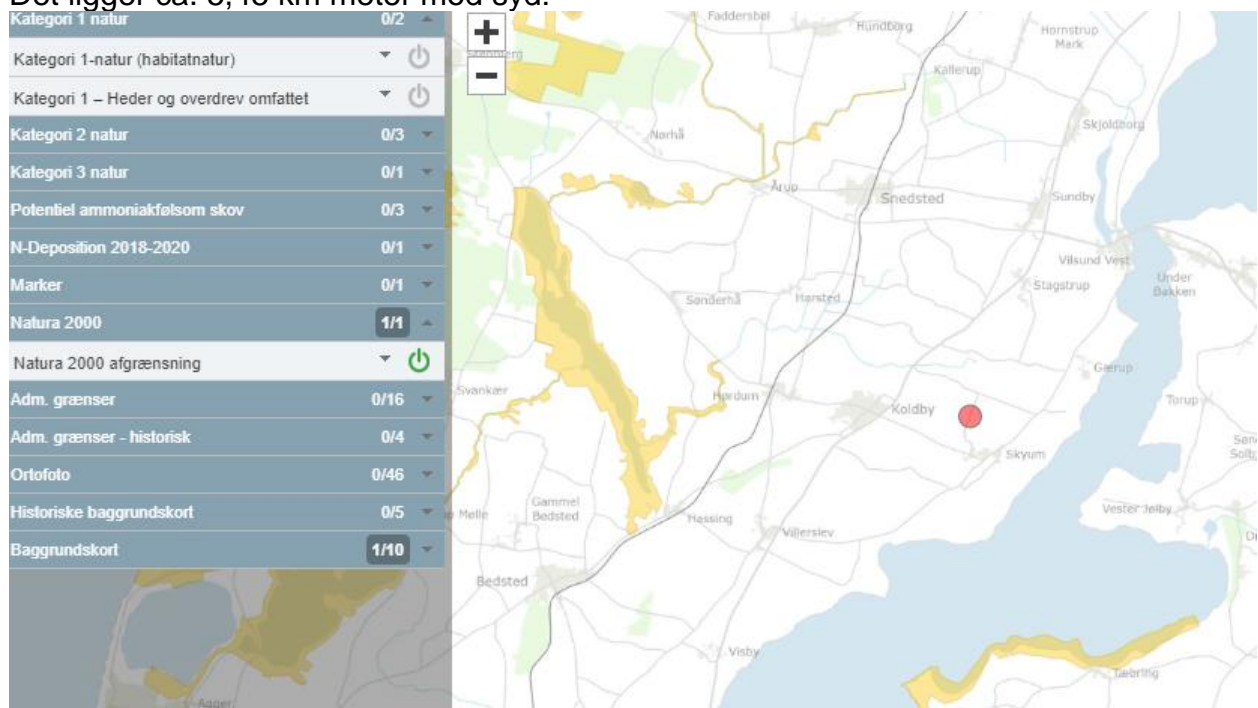 Kategori 1 natur 0/2
Kategori 1-natur (habitatnatur)
Kategori 1 – Heder og overdrev omfattet
Kategori 2 natur 0/3
Kategori 3 natur 0/1
Potentiel ammoniakfølsom skov 0/3
N-Deposition 2018-2020 0/1
Marker 0/1
Natura 2000 1/1
Natura 2000 afgrænsning
Adm. grænser 0/16
Adm. grænser - historisk 0/4
Ortofoto 0/46
Historiske baggrundskort 0/5
Baggrundskort 1/10
+
−
Faddersbøl
Hundborg
Hornstrup
Mark
Kallerup
Nørhå
Skjoldborg
Årup
Snedsted
Sundby
Vilsund Vest
Under
Bakken
Stagstrup
Sønderhå
Harsted
Gærup
Svankær
Hørdum
Koldby
Torup
Skyum
Gammel
Bedsted
Mølle
Hassing
Villerslev
Vester Jølby
Bedsted
Visby
Tæbring
Agger